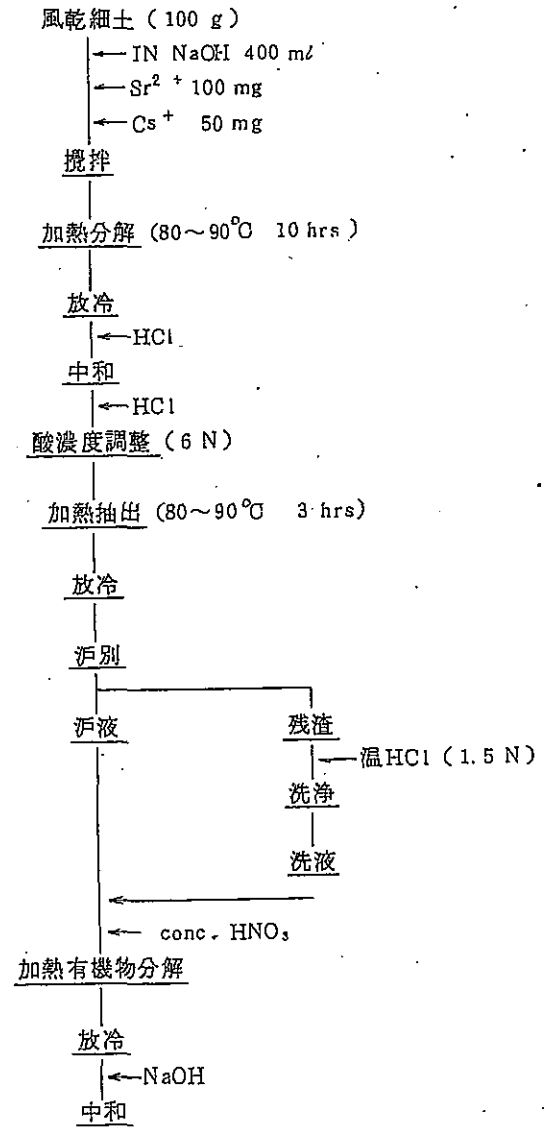 風乾細土 (100 g)
IN NaOH 400 ml
Sr²⁺ 100 mg
Cs⁺ 50 mg
攪拌
加熱分解 (80～90℃ 10 hrs)
放冷
HCl
中和
HCl
酸濃度調整 (6 N)
加熱抽出 (80～90℃ 3 hrs)
放冷
沪別
沪液
残渣
温HCl (1.5 N)
洗浄
洗液
conc. HNO₃
加熱有機物分解
放冷
NaOH
中和